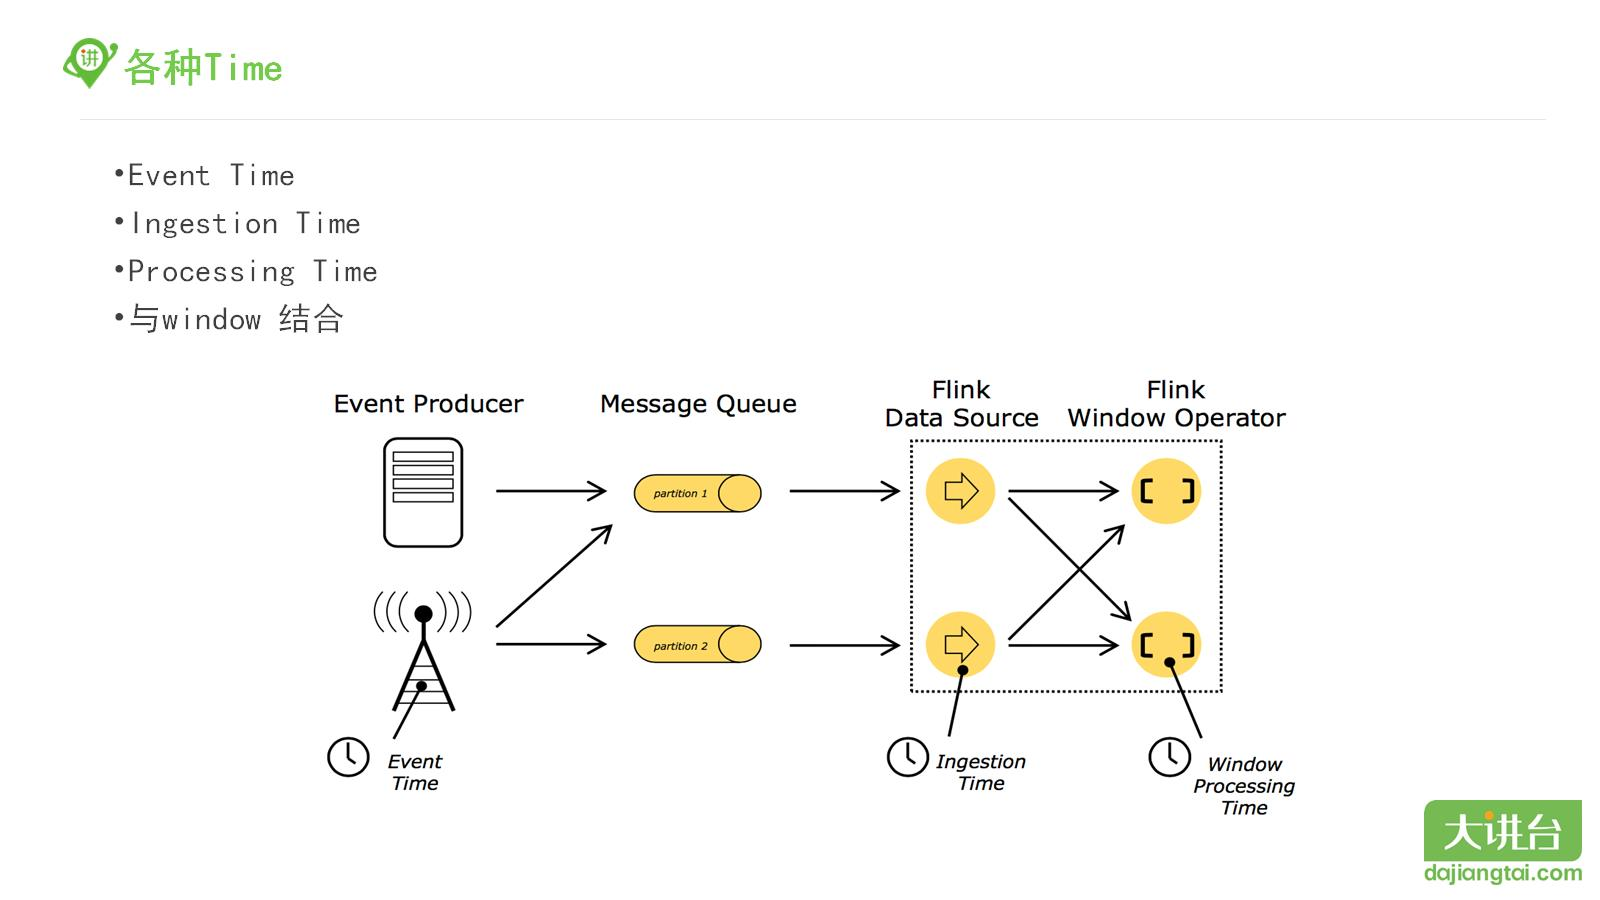 讲
各种Time
•Event Time
•Ingestion Time
•Processing Time
•与window 结合
Event Producer
Message Queue
Flink
Data Source
Flink
Window Operator
partition 1
partition 2
Event
Time
Ingestion
Time
Window
Processing
Time
大讲台
dajiangtai.com